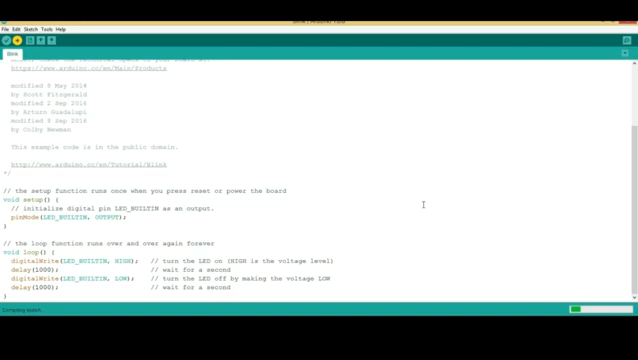 File Edit Sketch Tools Help
Blink
https://www.arduino.cc/en/Main/Products
modified 8 May 2014
by Scott Fitzgerald
modified 2 Sep 2016
by Arturo Guadalupi
modified 8 Sep 2016
by Colby Newman
This example code is in the public domain.
http://www.arduino.cc/en/Tutorial/Blink
*/
// the setup function runs once when you press reset or power the board
void setup() {
// initialize digital pin LED_BUILTIN as an output.
pinMode(LED_BUILTIN, OUTPUT);
}
// the loop function runs over and over again forever
void loop() {
digitalWrite(LED_BUILTIN, HIGH); // turn the LED on (HIGH is the voltage level)
delay(1000); // wait for a second
digitalWrite(LED_BUILTIN, LOW); // turn the LED off by making the voltage LOW
delay(1000); // wait for a second
}
Compiling sketch...